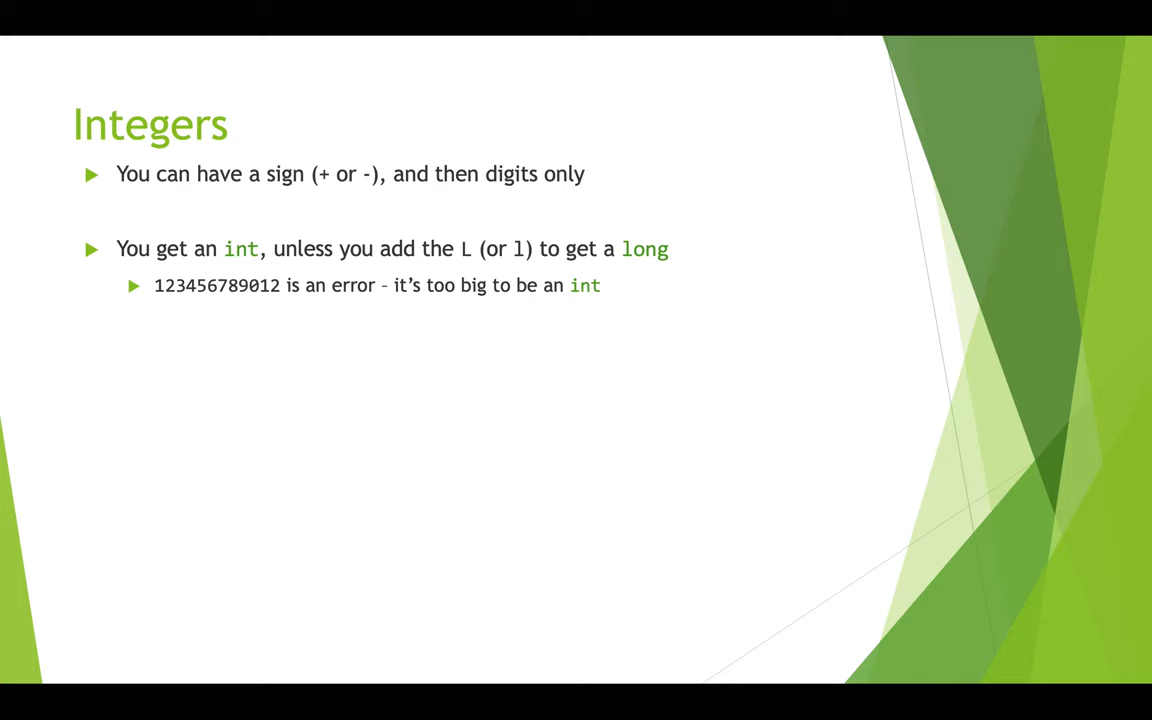 Integers
You can have a sign (+ or -), and then digits only
You get an int, unless you add the L (or l) to get a long
123456789012 is an error – it’s too big to be an int